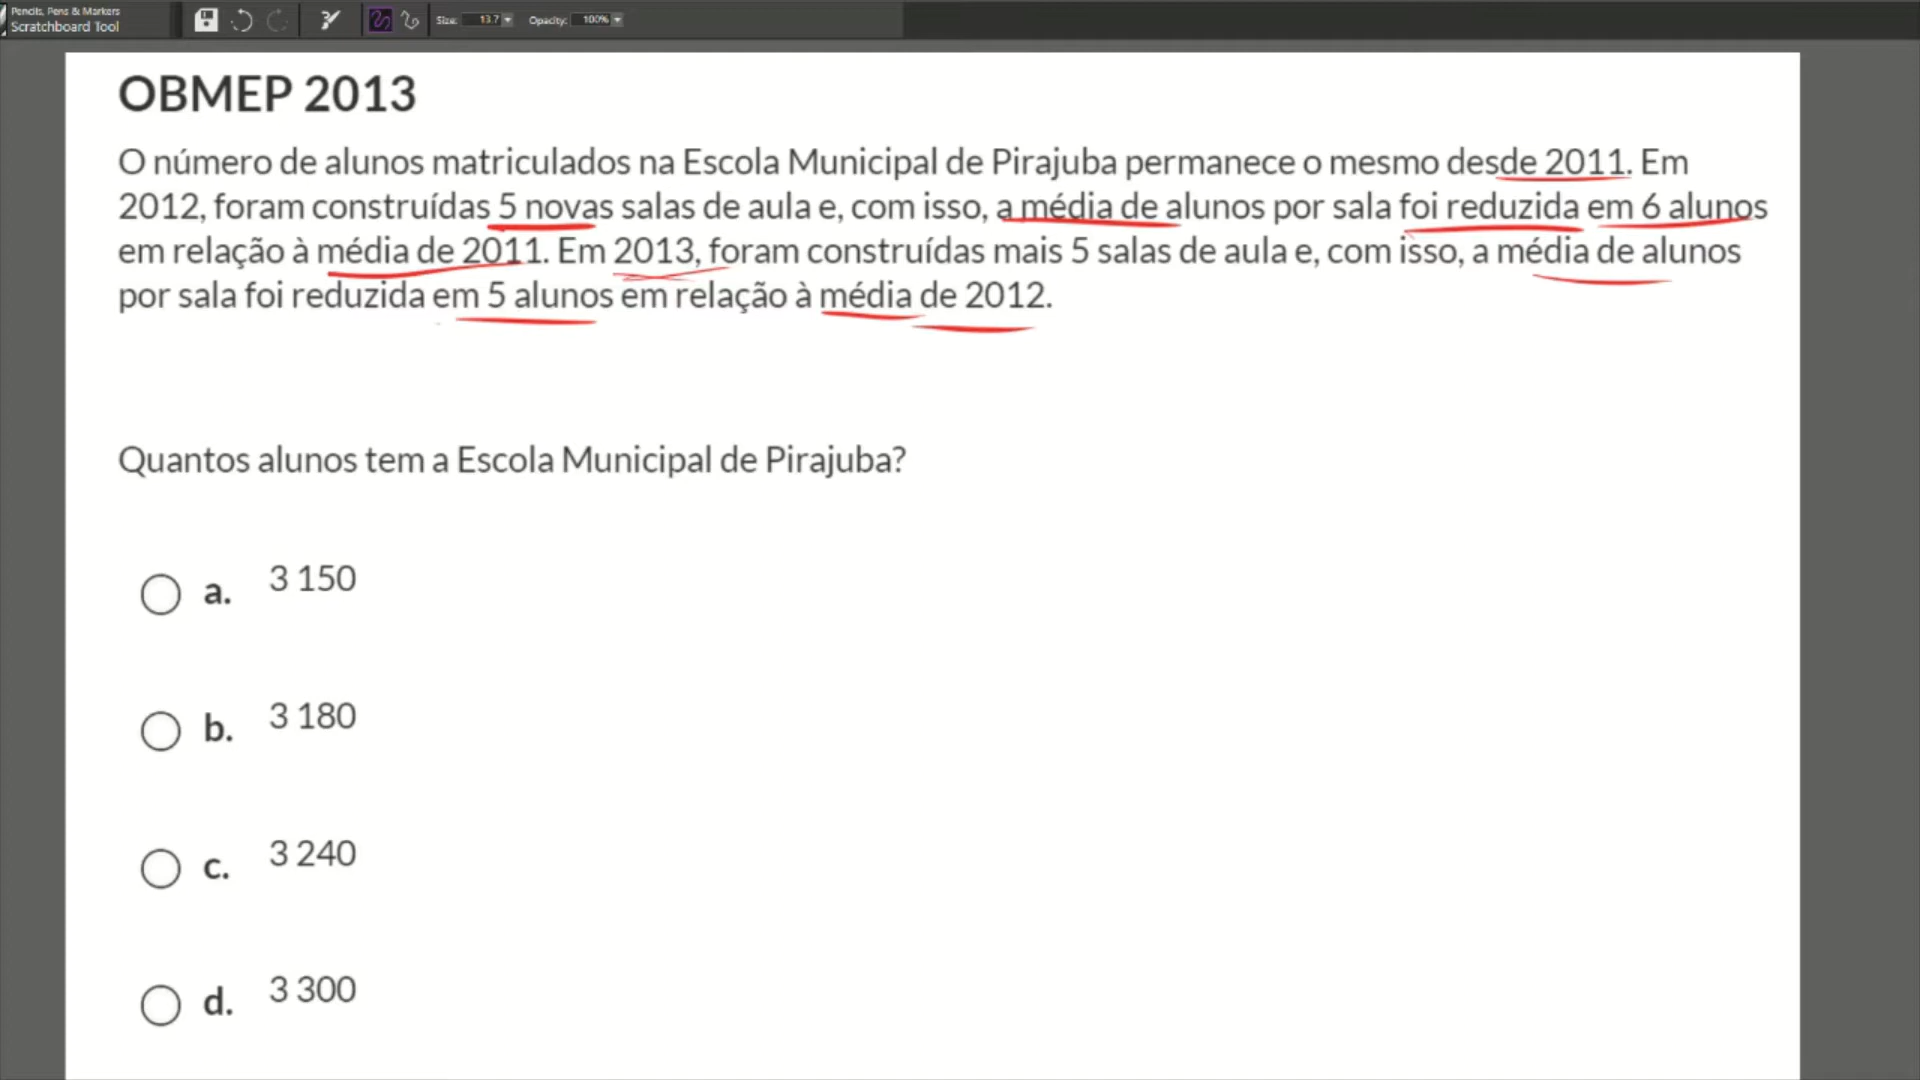 Pencils, Pens & Markers
Scratchboard Tool
Size: 13.7
Opacity: 100%
OBMEP 2013
O número de alunos matriculados na Escola Municipal de Pirajuba permanece o mesmo desde 2011. Em
2012, foram construídas 5 novas salas de aula e, com isso, a média de alunos por sala foi reduzida em 6 alunos
em relação à média de 2011. Em 2013, foram construídas mais 5 salas de aula e, com isso, a média de alunos
por sala foi reduzida em 5 alunos em relação à média de 2012.
Quantos alunos tem a Escola Municipal de Pirajuba?
a. 3 150
b. 3 180
c. 3 240
d. 3 300